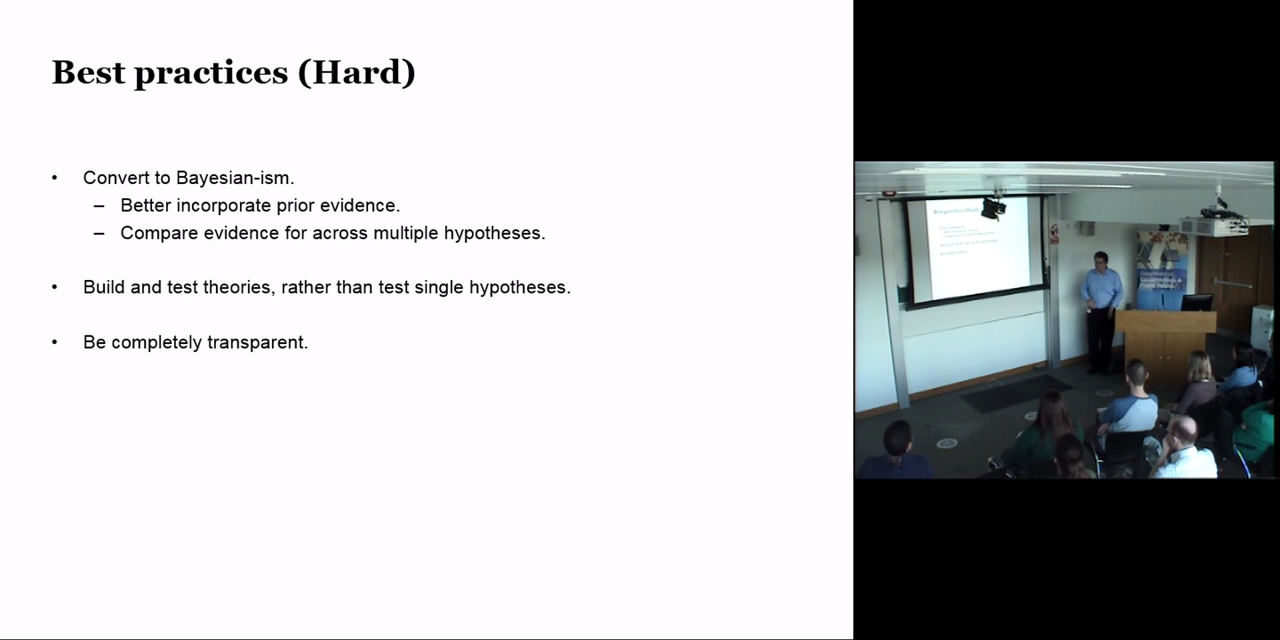 Best practices (Hard)
• Convert to Bayesian-ism.
– Better incorporate prior evidence.
– Compare evidence for across multiple hypotheses.
• Build and test theories, rather than test single hypotheses.
• Be completely transparent.